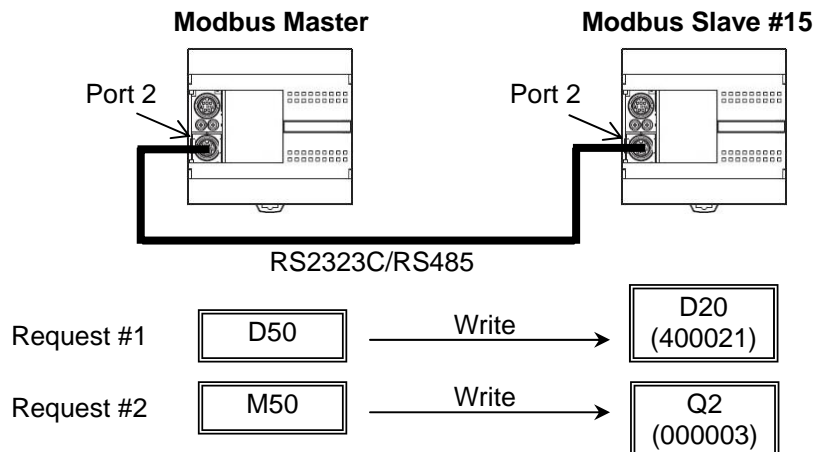 Modbus Master
Modbus Slave #15
Port 2
Port 2
RS2323C/RS485
Request #1
D50
Write
D20
(400021)
Request #2
M50
Write
Q2
(000003)